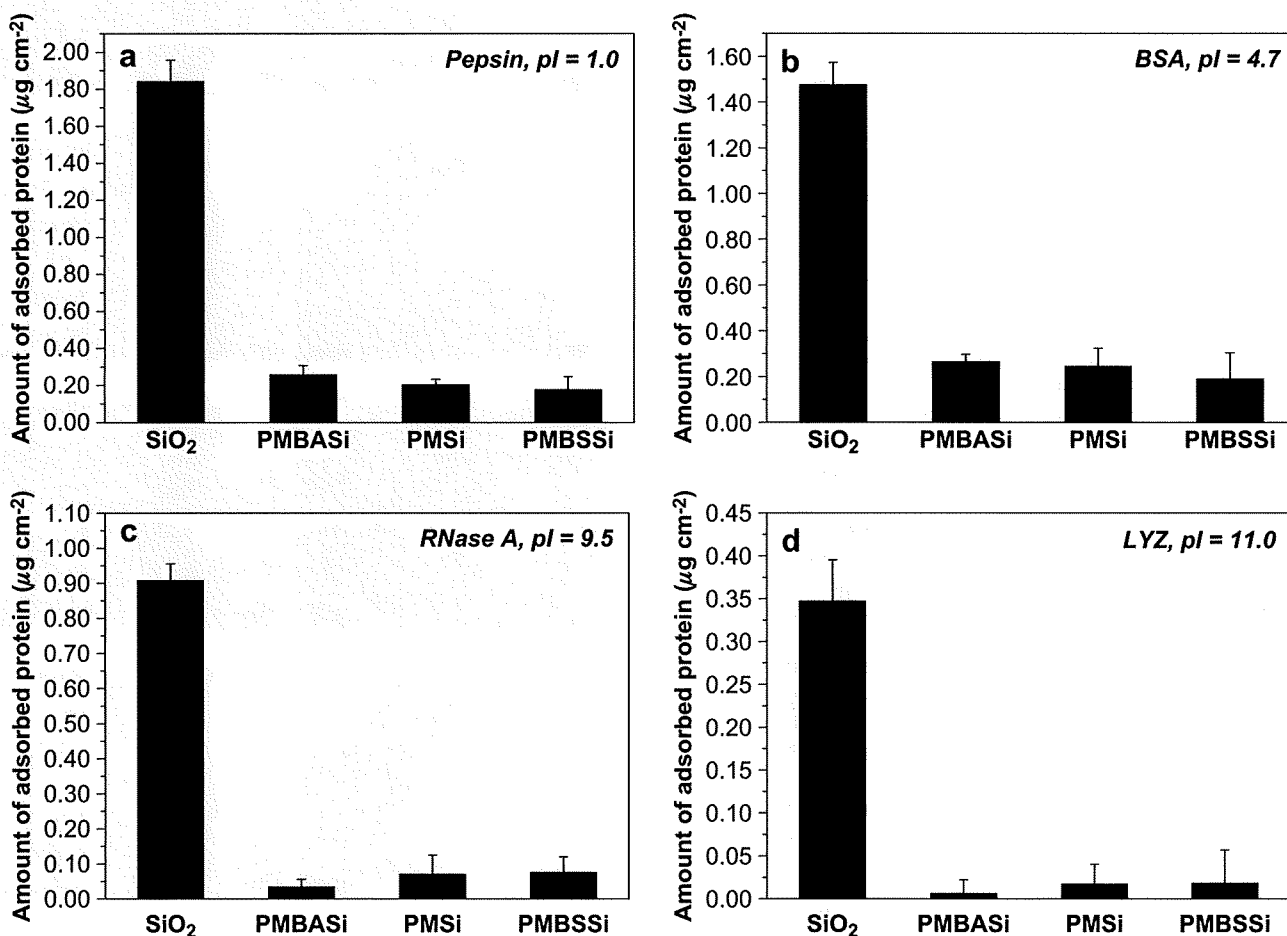 a
Pepsin, pI = 1.0
Amount of adsorbed protein (μg cm⁻²)
2.00
1.80
1.60
1.40
1.20
1.00
0.80
0.60
0.40
0.20
0.00
SiO₂ PMBASi PMSi PMBSSi
b
BSA, pI = 4.7
Amount of adsorbed protein (μg cm⁻²)
1.60
1.40
1.20
1.00
0.80
0.60
0.40
0.20
0.00
SiO₂ PMBASi PMSi PMBSSi
c
RNase A, pI = 9.5
Amount of adsorbed protein (μg cm⁻²)
1.10
1.00
0.90
0.80
0.70
0.60
0.50
0.40
0.30
0.20
0.10
0.00
SiO₂ PMBASi PMSi PMBSSi
d
LYZ, pI = 11.0
Amount of adsorbed protein (μg cm⁻²)
0.45
0.40
0.35
0.30
0.25
0.20
0.15
0.10
0.05
0.00
SiO₂ PMBASi PMSi PMBSSi